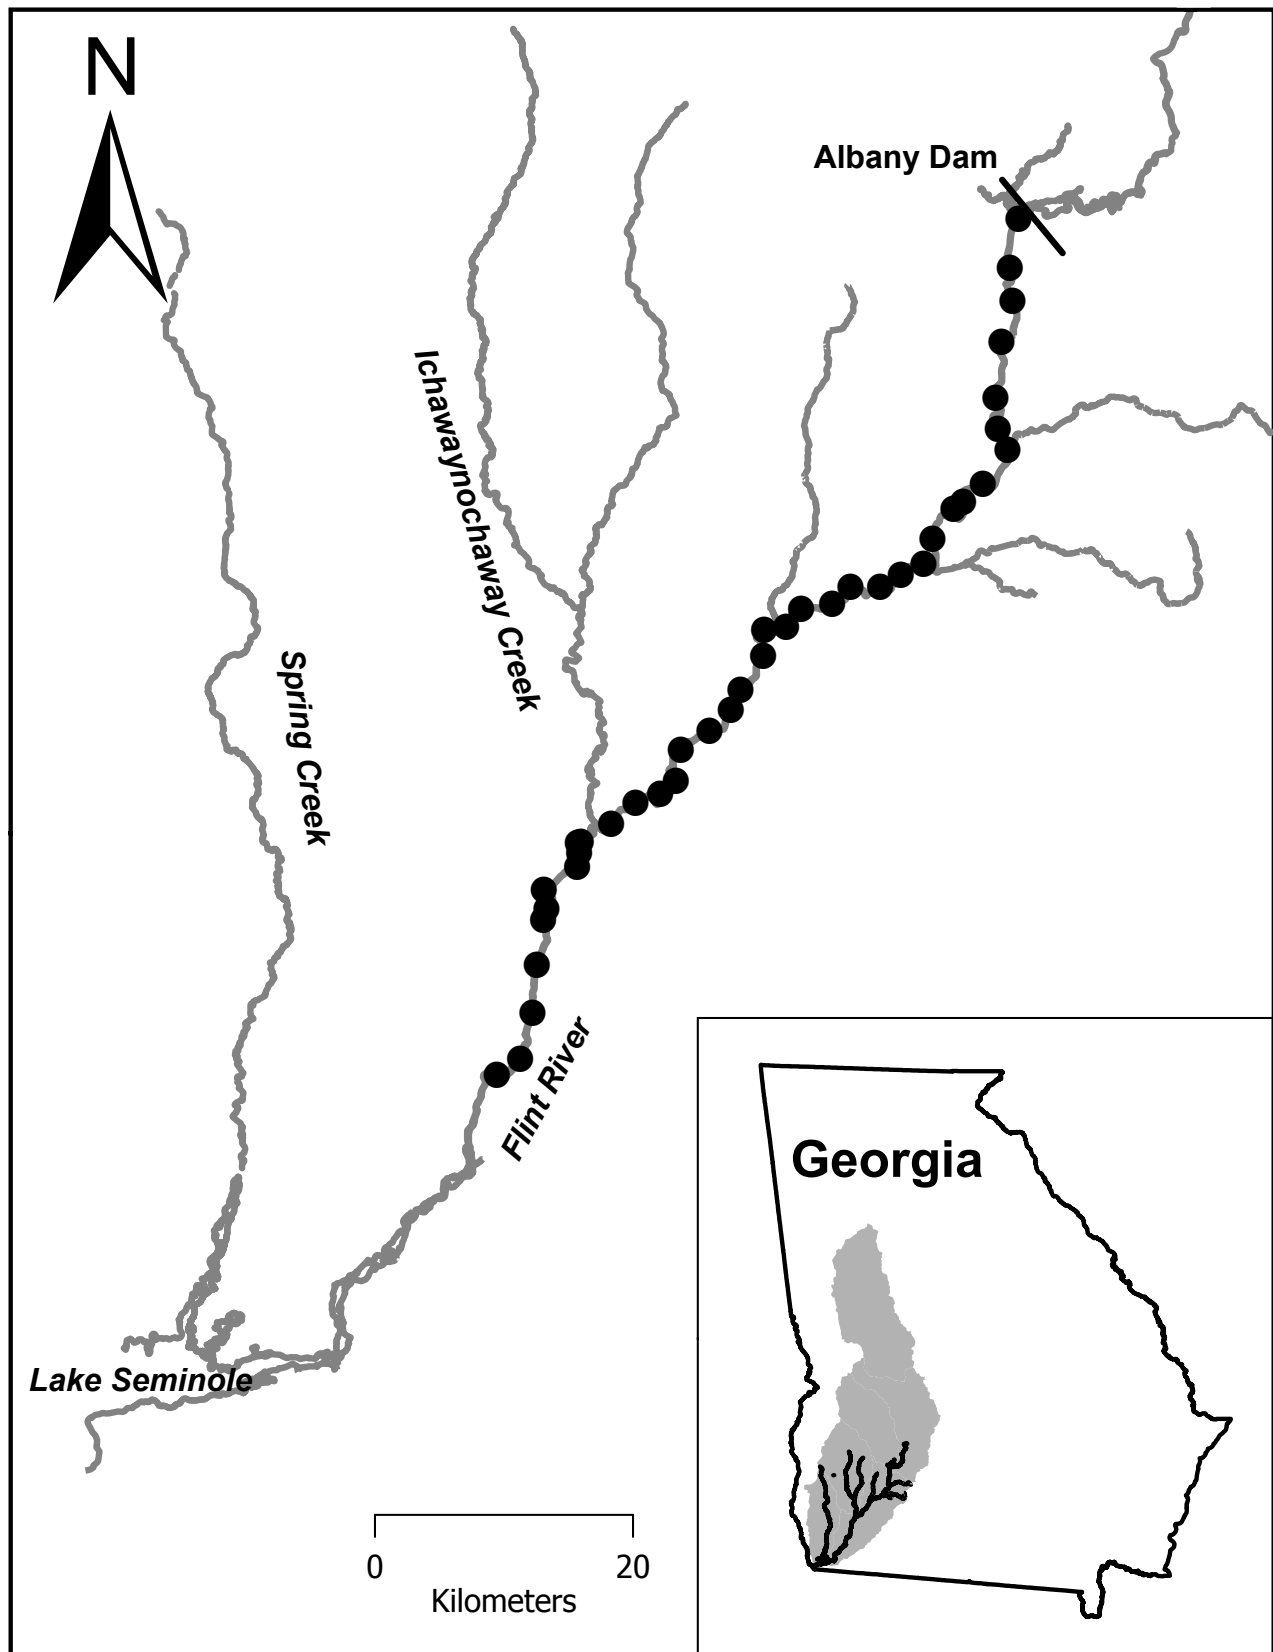 N
Albany Dam
Ichawaynochaway Creek
Spring Creek
Flint River
Georgia
Lake Seminole
0 20
Kilometers